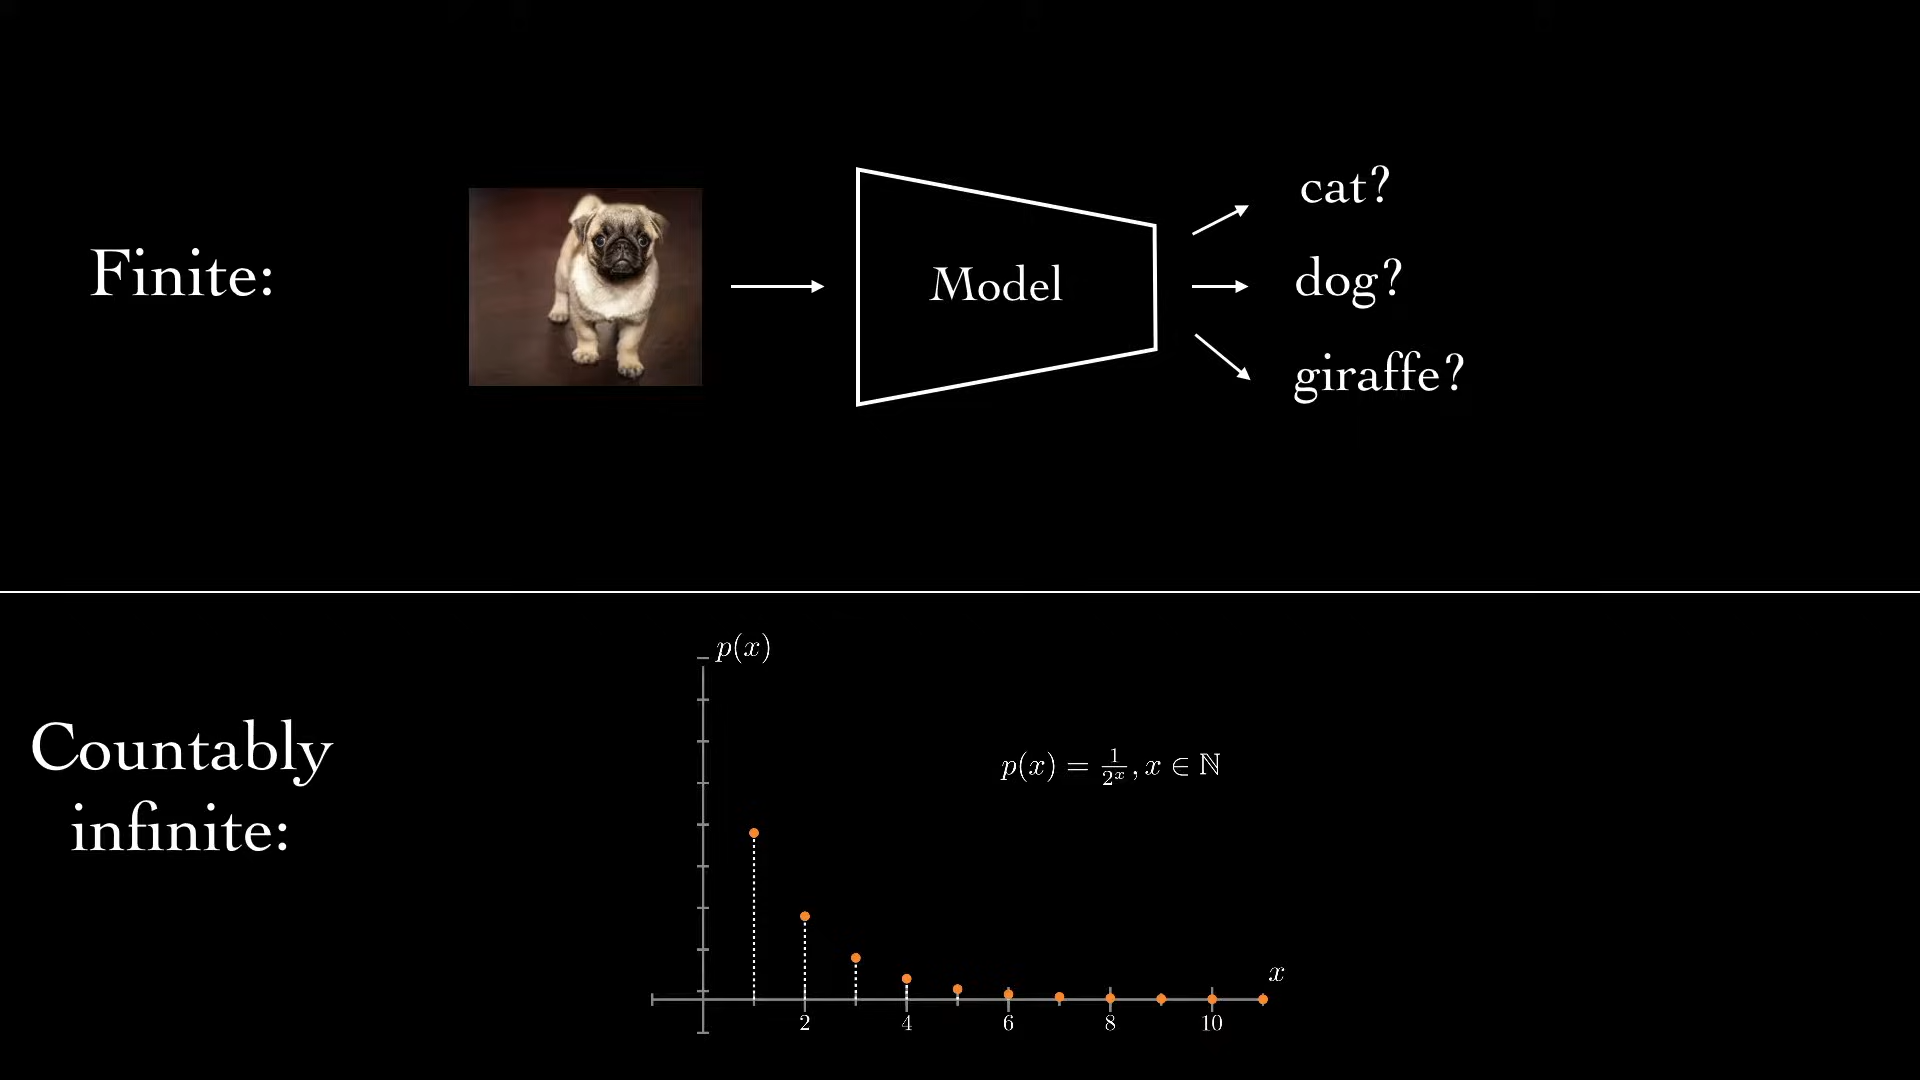 Finite:
Model
cat?
dog?
giraffe?
Countably
infinite:
p(x)
p(x) = 1/2^x, x ∈ ℕ
x
2 4 6 8 10